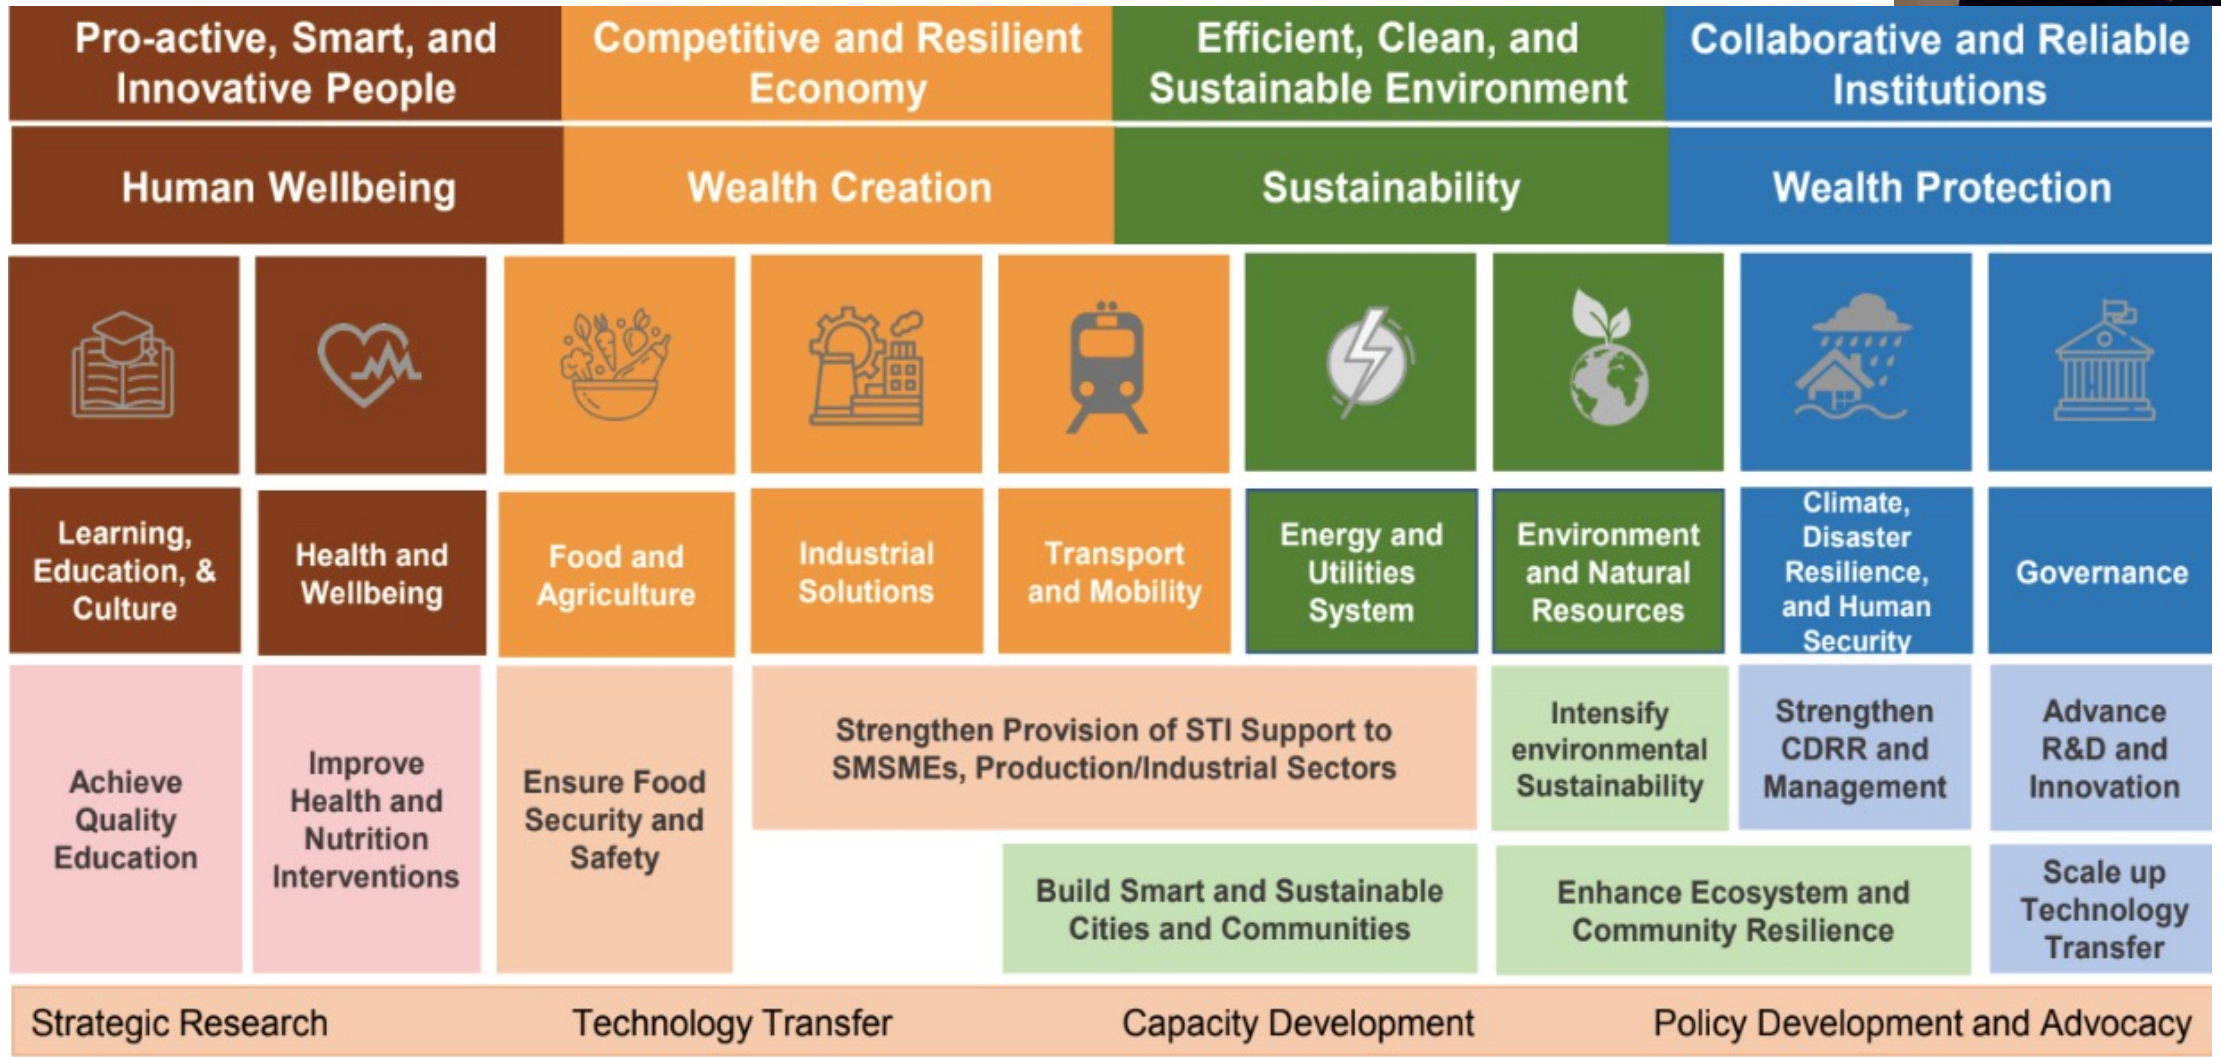 Pro-active, Smart, and
Innovative People
Competitive and Resilient
Economy
Efficient, Clean, and
Sustainable Environment
Collaborative and Reliable
Institutions
Human Wellbeing
Wealth Creation
Sustainability
Wealth Protection
Learning,
Education, &
Culture
Health and
Wellbeing
Food and
Agriculture
Industrial
Solutions
Transport
and Mobility
Energy and
Utilities
System
Environment
and Natural
Resources
Climate,
Disaster
Resilience,
and Human
Security
Governance
Achieve
Quality
Education
Improve
Health and
Nutrition
Interventions
Ensure Food
Security and
Safety
Strengthen Provision of STI Support to
SMSMEs, Production/Industrial Sectors
Intensify
environmental
Sustainability
Strengthen
CDRR and
Management
Advance
R&D and
Innovation
Build Smart and Sustainable
Cities and Communities
Enhance Ecosystem and
Community Resilience
Scale up
Technology
Transfer
Strategic Research
Technology Transfer
Capacity Development
Policy Development and Advocacy